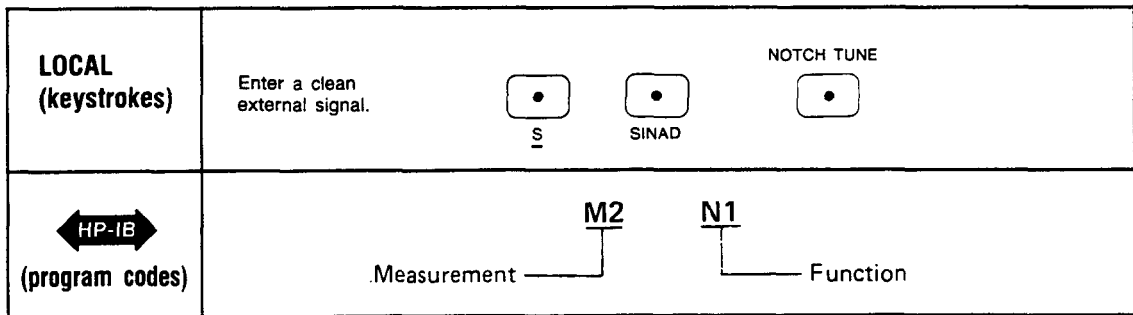 LOCAL
(keystrokes)
Enter a clean
external signal.
S
SINAD
NOTCH TUNE
HP-IB
(program codes)
M2 N1
Measurement
Function